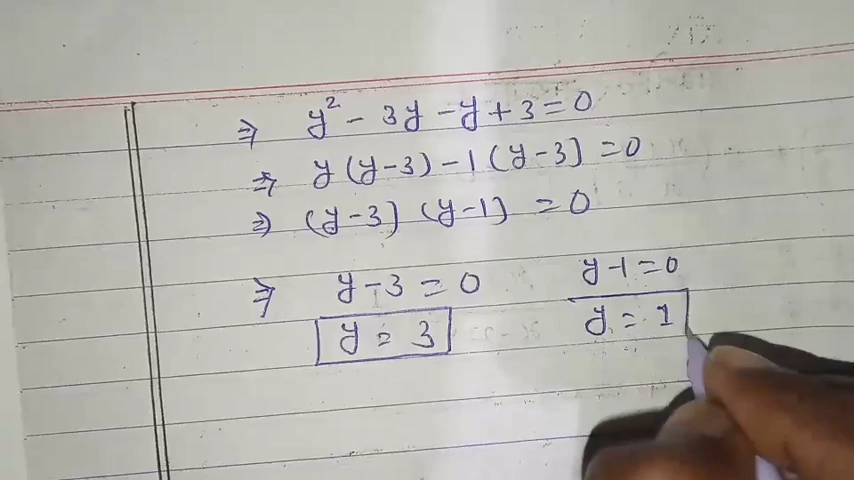 ⇒ y² - 3y - y + 3 = 0
⇒ y (y-3) - 1 (y-3) = 0
⇒ (y-3) (y-1) = 0
⇒ y - 3 = 0 y - 1 = 0
y = 3 y = 1